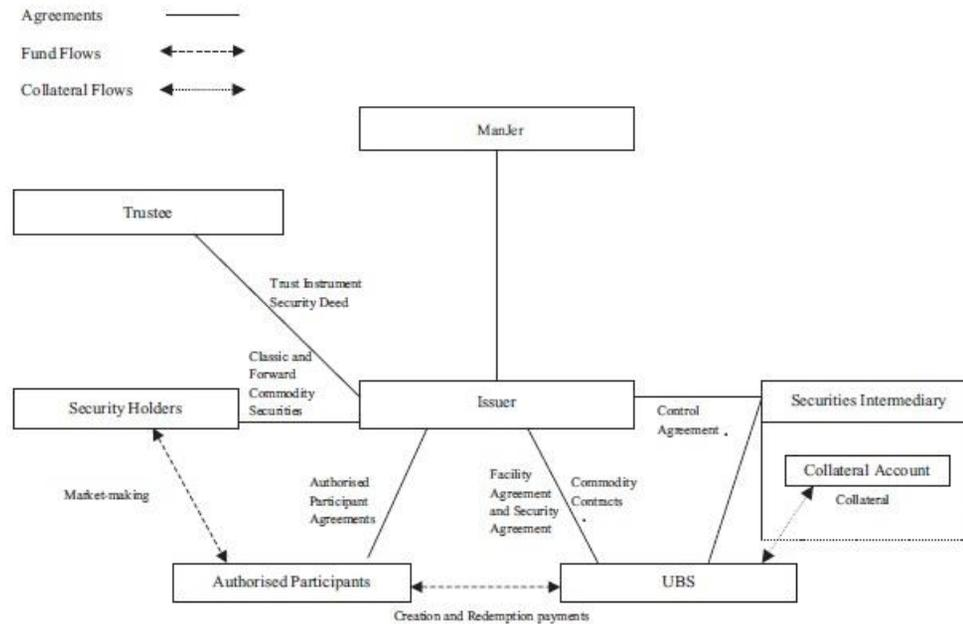 Agreements
Fund Flows
Collateral Flows
ManJer
Trustee
Trust Instrument
Security Deed
Classic and
Forward
Commodity
Securities
Security Holders
Issuer
Securities Intermediary
Control
Agreement
Collateral Account
Collateral
Market-making
Authorised
Participant
Agreements
Facility
Agreement
and Security
Agreement
Commodity
Contracts
Authorised Participants
UBS
Creation and Redemption payments